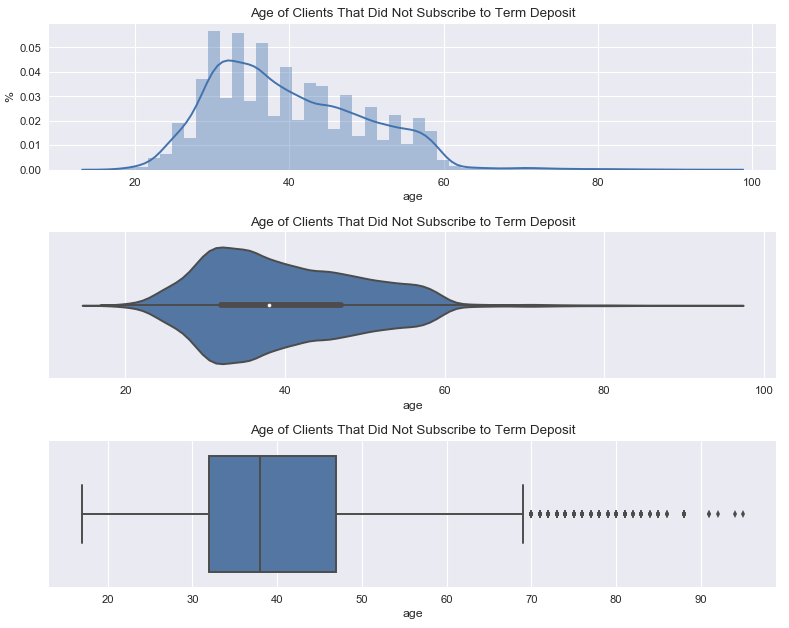 Age of Clients That Did Not Subscribe to Term Deposit
0.05
0.04
0.03
%
0.02
0.01
0.00
20 40 60 80 100
age
Age of Clients That Did Not Subscribe to Term Deposit
20 40 60 80 100
age
Age of Clients That Did Not Subscribe to Term Deposit
20 30 40 50 60 70 80 90
age